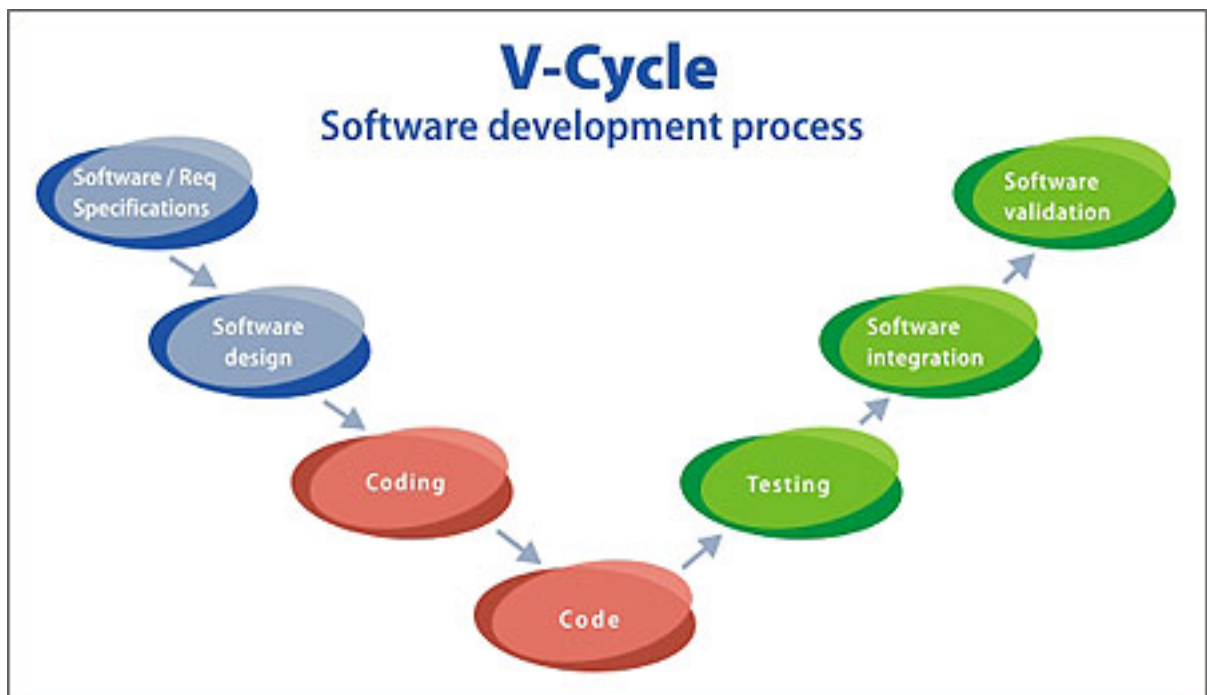 V-Cycle
Software development process
Software / Req
Specifications
Software
design
Coding
Code
Testing
Software
integration
Software
validation